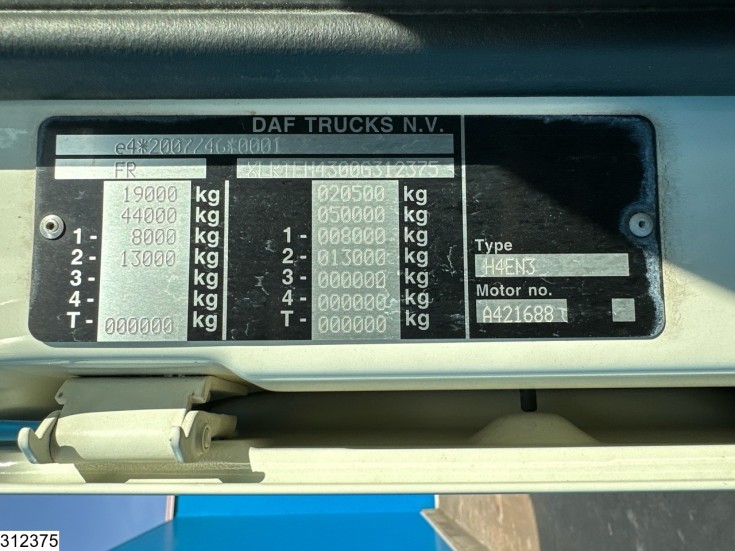 DAF TRUCKS N.V.
e4*2007/46*0001
FR
19000 kg 020500 kg
44000 kg 050000 kg
1- 8000 kg 1- 008000 kg
2- 13000 kg 2- 013000 kg
3- kg 3- 000000 kg
4- kg 4- 000000 kg
T- 000000 kg T- 000000 kg
Type
H4EN3
Motor no.
A421688
312375